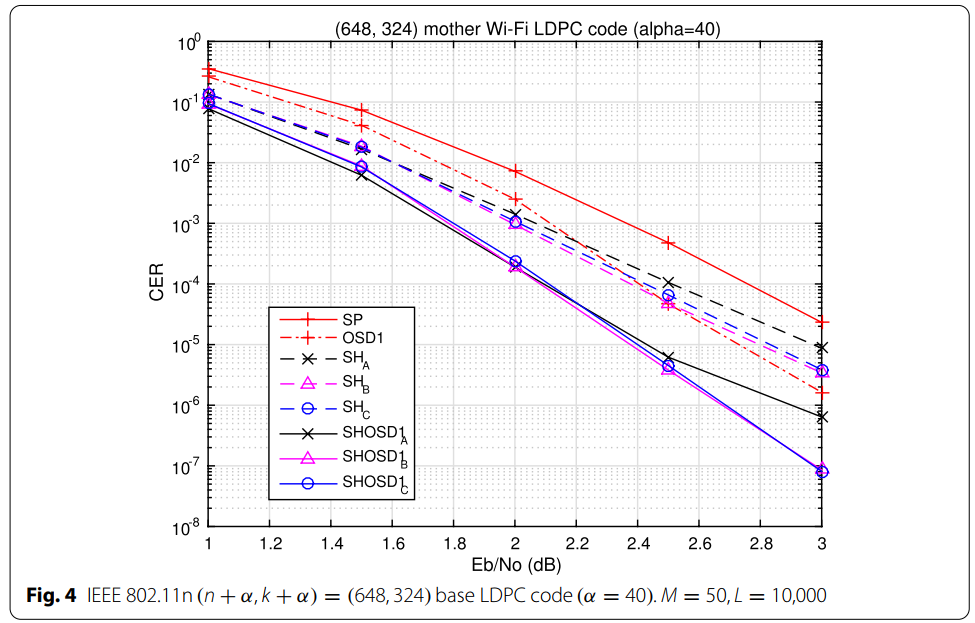 (648, 324) mother Wi-Fi LDPC code (alpha=40)
10^0
10^-1
10^-2
10^-3
10^-4
10^-5
10^-6
10^-7
10^-8
CER
SP
OSD1
SH_A
SH_B
SH_C
SHOSD1_A
SHOSD1_B
SHOSD1_C
1 1.2 1.4 1.6 1.8 2 2.2 2.4 2.6 2.8 3
Eb/No (dB)
Fig. 4 IEEE 802.11n (n + α, k + α) = (648, 324) base LDPC code (α = 40). M = 50, L = 10,000